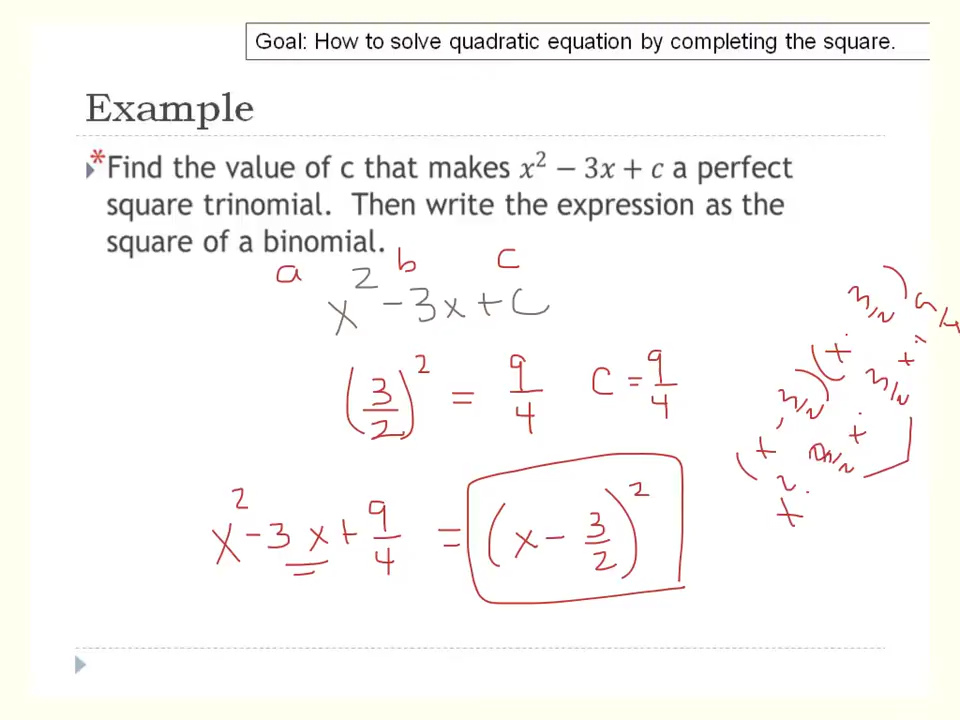 Goal: How to solve quadratic equation by completing the square.
Example
*Find the value of c that makes x² − 3x + c a perfect
square trinomial. Then write the expression as the
square of a binomial.
a b c
x² - 3x + c
(3/2)² = 9/4 c = 9/4
x² - 3x + 9/4 = (x - 3/2)²